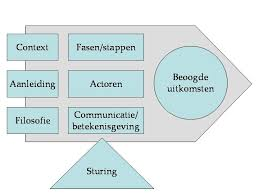 Context
Fasen/stappen
Aanleiding
Actoren
Beoogde
uitkomsten
Filosofie
Communicatie/
betekenisgeving
Sturing